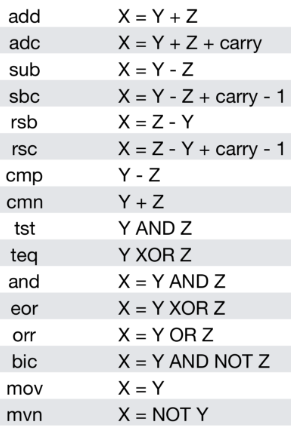 add X = Y + Z
adc X = Y + Z + carry
sub X = Y - Z
sbc X = Y - Z + carry - 1
rsb X = Z - Y
rsc X = Z - Y + carry - 1
cmp Y - Z
cmn Y + Z
tst Y AND Z
teq Y XOR Z
and X = Y AND Z
eor X = Y XOR Z
orr X = Y OR Z
bic X = Y AND NOT Z
mov X = Y
mvn X = NOT Y